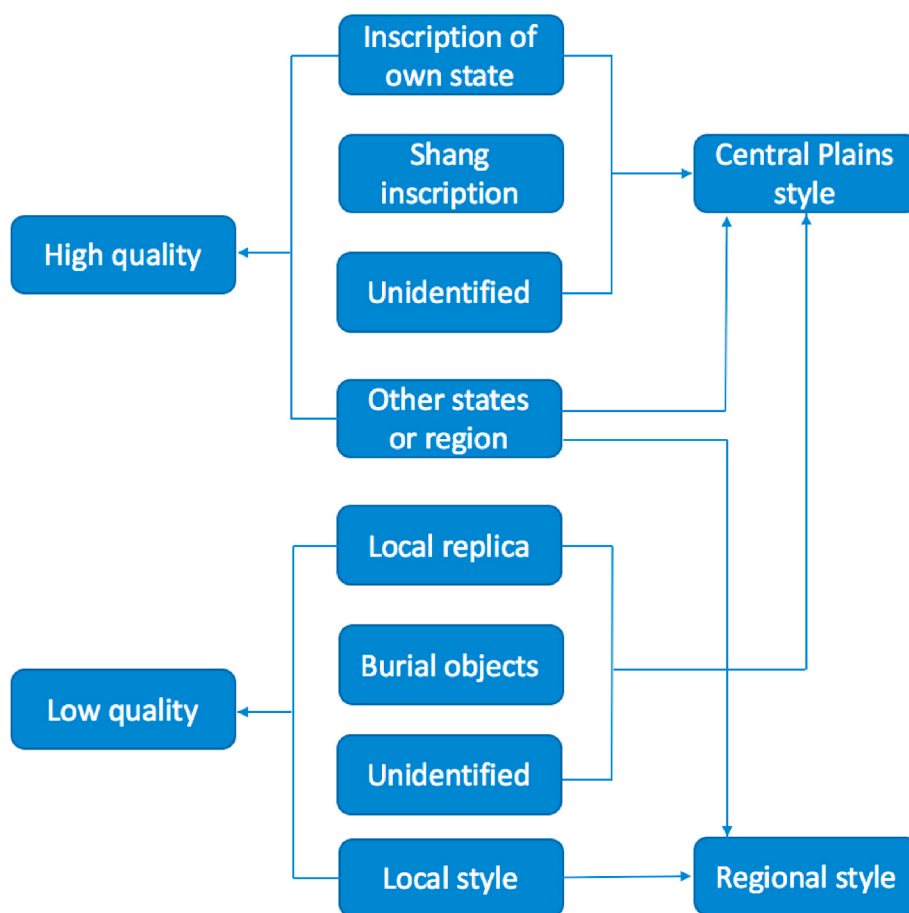 Inscription of
own state
Shang
inscription
Central Plains
style
High quality
Unidentified
Other states
or region
Local replica
Burial objects
Low quality
Unidentified
Local style
Regional style